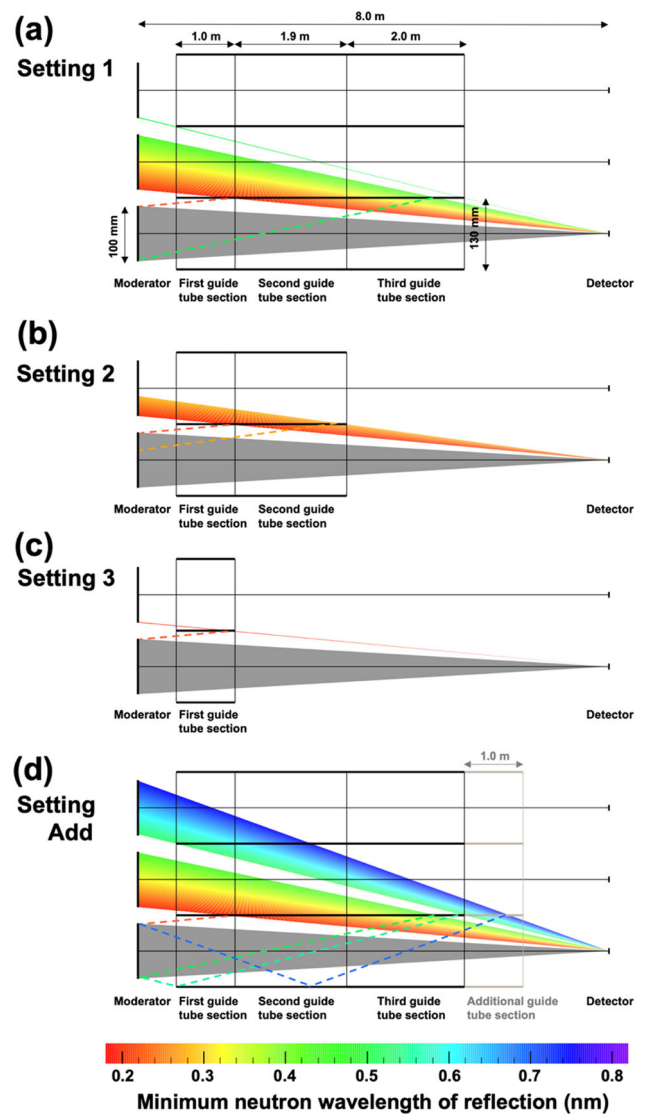 (a)
8.0 m
1.0 m 1.9 m 2.0 m
Setting 1
100 mm
130 mm
Moderator First guide Second guide Third guide Detector
tube section tube section tube section
(b)
Setting 2
Moderator First guide Second guide Detector
tube section tube section
(c)
Setting 3
Moderator First guide Detector
tube section
(d)
1.0 m
Setting
Add
Moderator First guide Second guide Third guide Additional guide Detector
tube section tube section tube section tube section
0.2 0.3 0.4 0.5 0.6 0.7 0.8
Minimum neutron wavelength of reflection (nm)